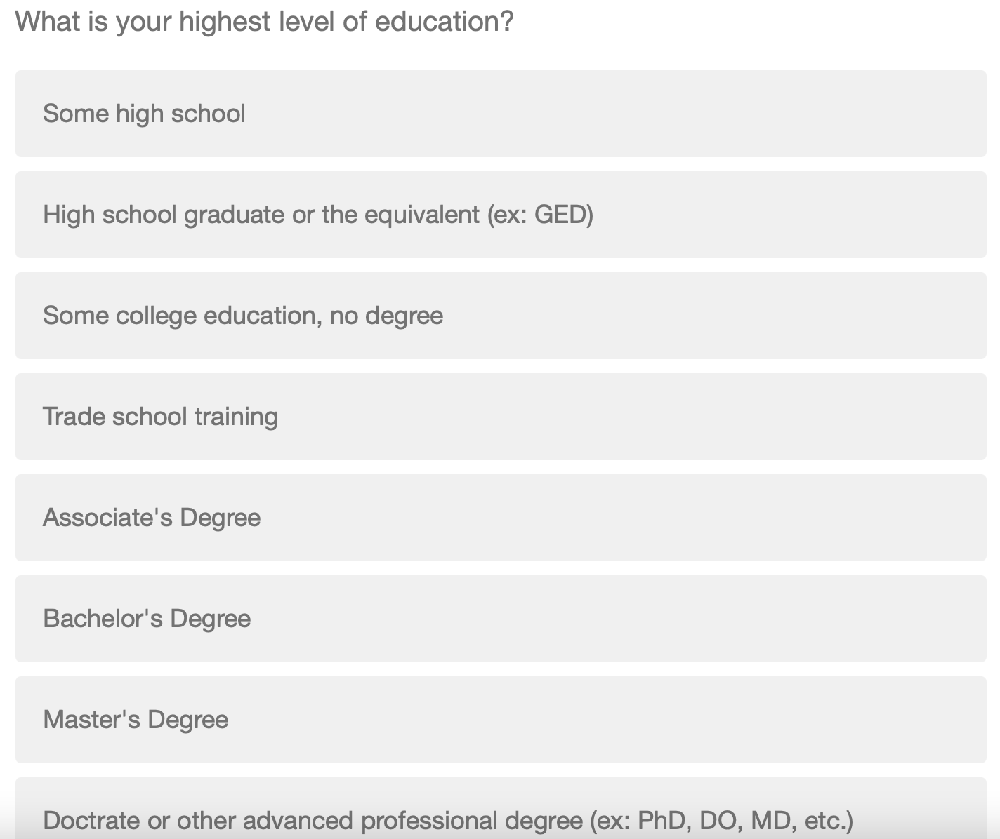 What is your highest level of education?
Some high school
High school graduate or the equivalent (ex: GED)
Some college education, no degree
Trade school training
Associate's Degree
Bachelor's Degree
Master's Degree
Doctrate or other advanced professional degree (ex: PhD, DO, MD, etc.)